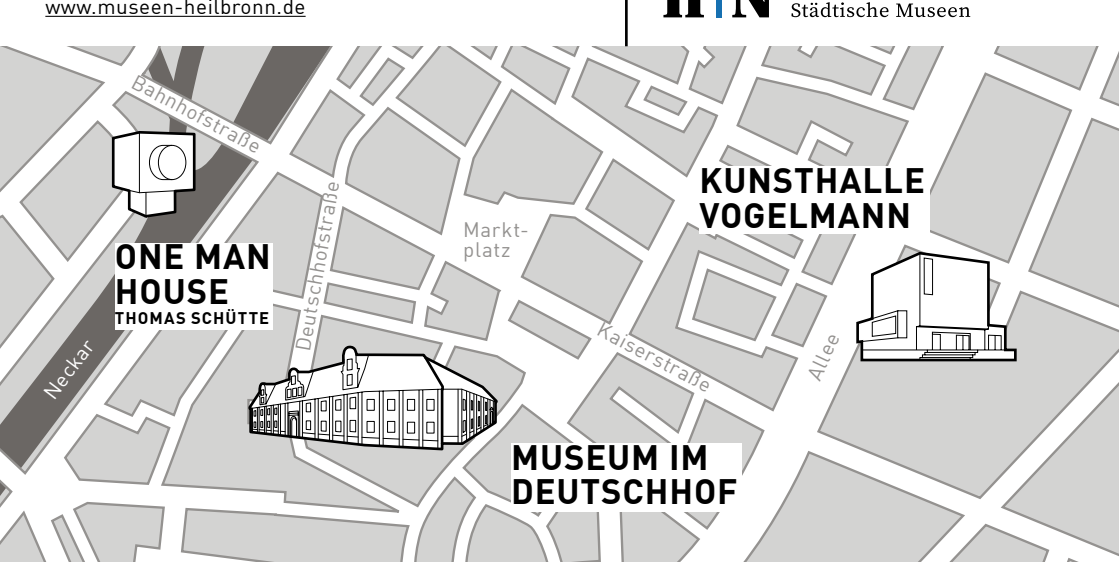 www.museen-heilbronn.de
Städtische Museen
Bahnhofstraße
KUNSTHALLE
VOGELMANN
Markt-
platz
Deutschhofstraße
ONE MAN
HOUSE
THOMAS SCHÜTTE
Neckar
Kaiserstraße
Allee
MUSEUM IM
DEUTSCHHOF